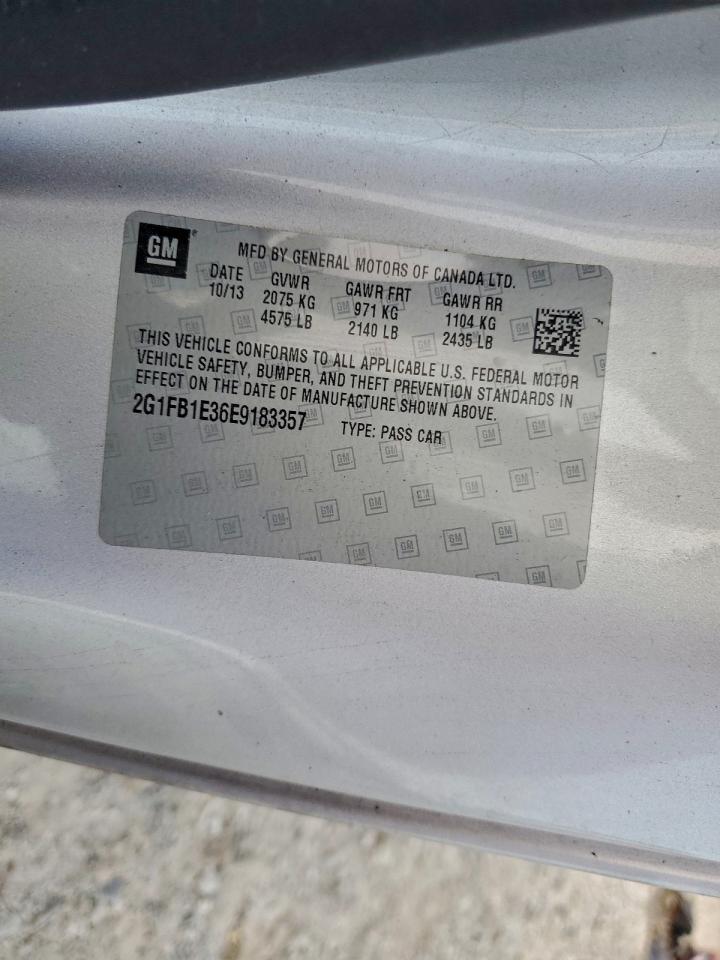 GM®
MFD BY GENERAL MOTORS OF CANADA LTD.
DATE GVWR GAWR FRT GAWR RR
10/13 2075 KG 971 KG 1104 KG
4575 LB 2140 LB 2435 LB
THIS VEHICLE CONFORMS TO ALL APPLICABLE U.S. FEDERAL MOTOR
VEHICLE SAFETY, BUMPER, AND THEFT PREVENTION STANDARDS IN
EFFECT ON THE DATE OF MANUFACTURE SHOWN ABOVE.
2G1FB1E36E9183357 TYPE: PASS CAR